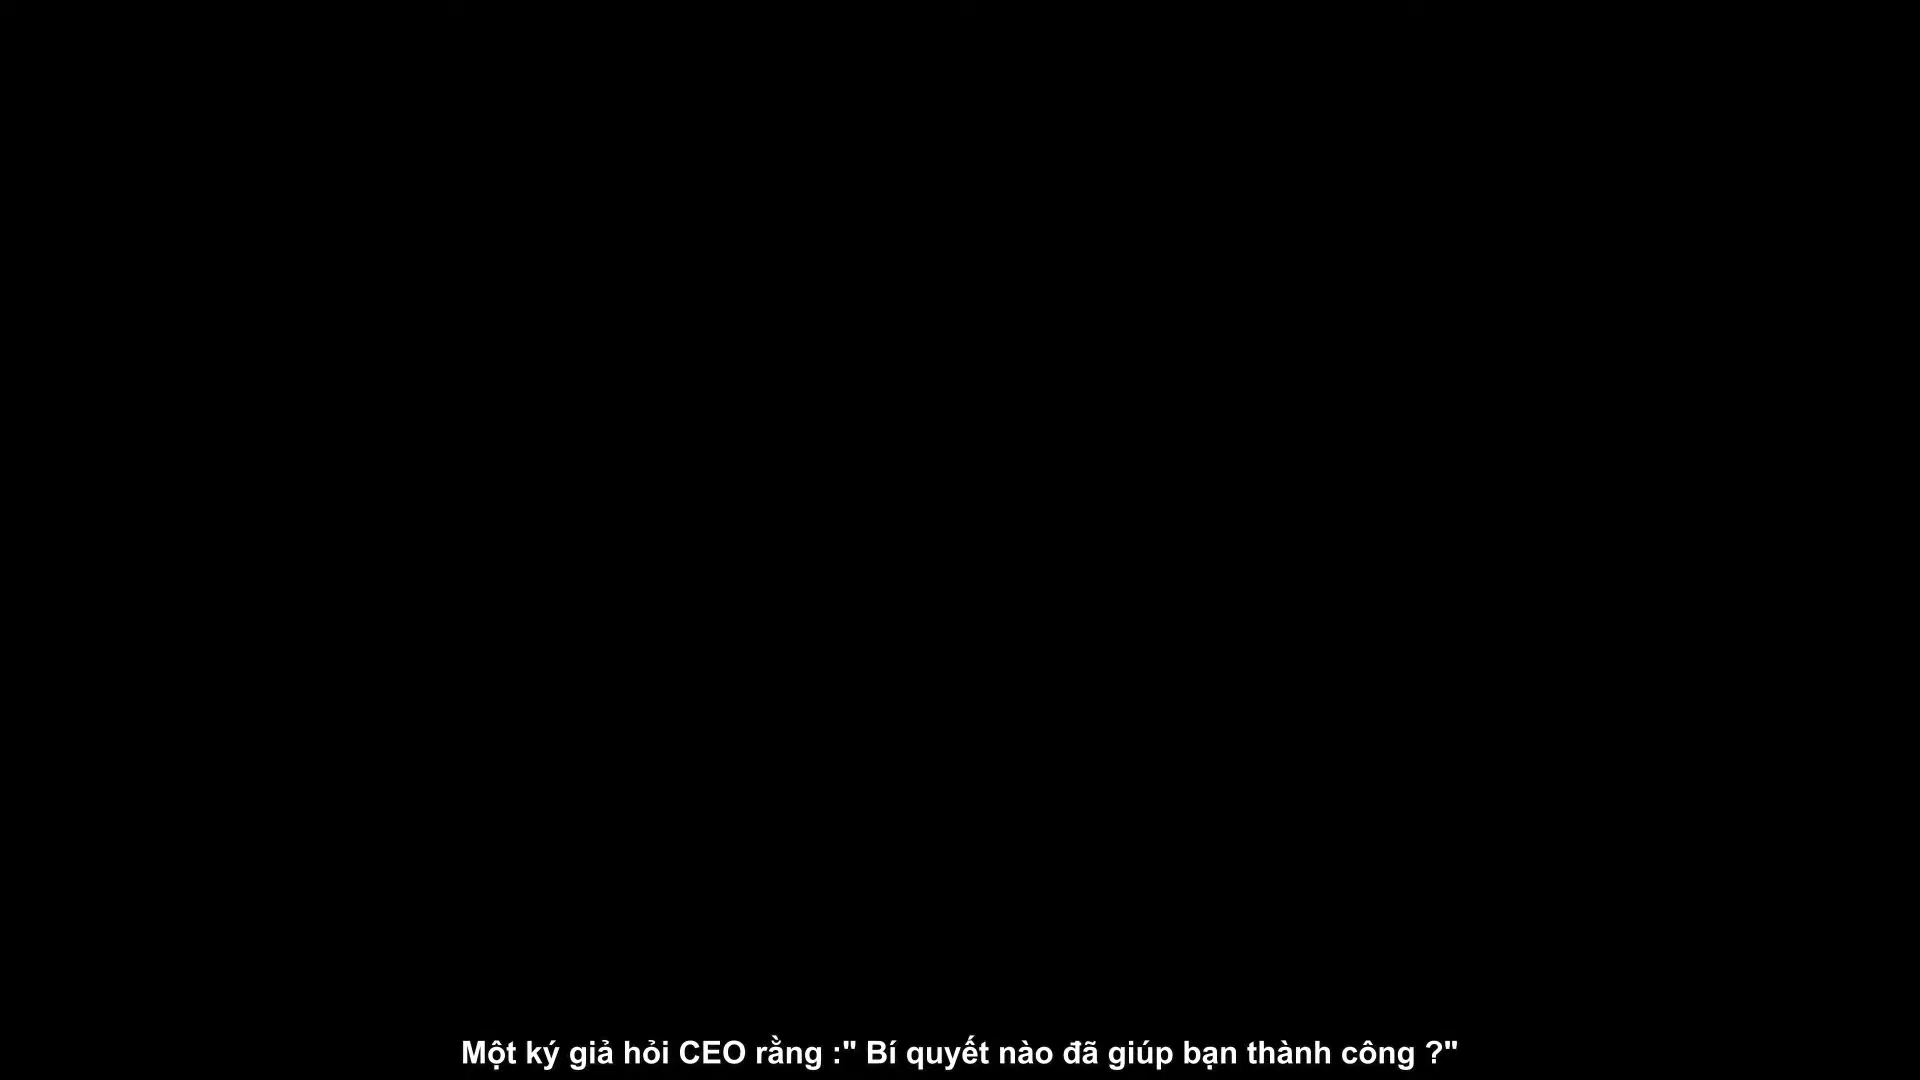 Một ký giả hỏi CEO rằng :" Bí quyết nào đã giúp bạn thành công ?"